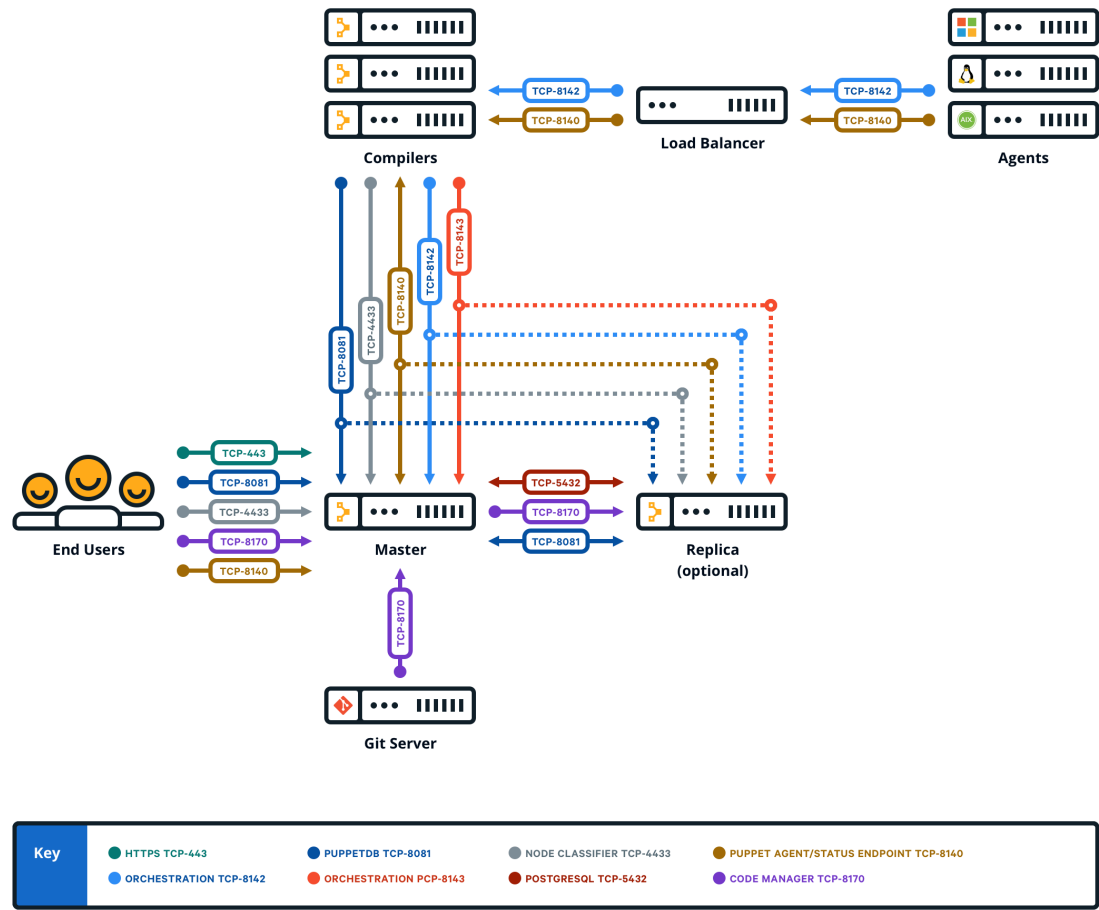 TCP-8142
TCP-8142
TCP-8140
TCP-8140
AIX
Compilers
Load Balancer
Agents
TCP-8143
TCP-8142
TCP-8140
TCP-4433
TCP-8081
TCP-443
TCP-8081
TCP-4433
TCP-8170
TCP-8140
TCP-5432
TCP-8170
TCP-8081
End Users
Master
Replica
(optional)
TCP-8170
Git Server
Key
HTTPS TCP-443
PUPPETDB TCP-8081
NODE CLASSIFIER TCP-4433
PUPPET AGENT/STATUS ENDPOINT TCP-8140
ORCHESTRATION TCP-8142
ORCHESTRATION PCP-8143
POSTGRESQL TCP-5432
CODE MANAGER TCP-8170